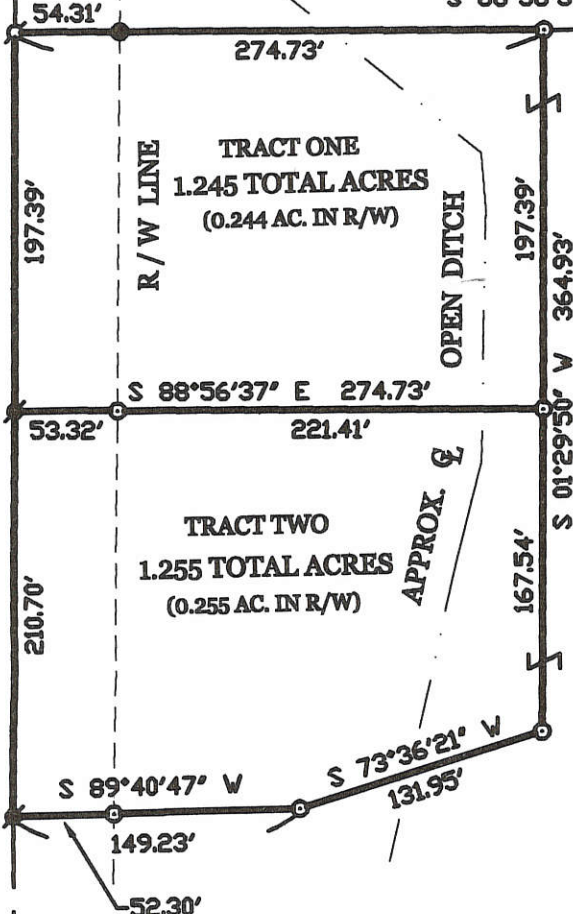 54.31'
274.73'
TRACT ONE
1.245 TOTAL ACRES
(0.244 AC. IN R/W)
197.39'
R/W LINE
OPEN DITCH
197.39'
S 01°29'50" W 364.93'
S 88°56'37" E 274.73'
53.32'
221.41'
TRACT TWO
1.255 TOTAL ACRES
(0.255 AC. IN R/W)
APPROX. ℄
210.70'
167.54'
S 89°40'47" W
S 73°36'21" W
149.23'
131.95'
52.30'